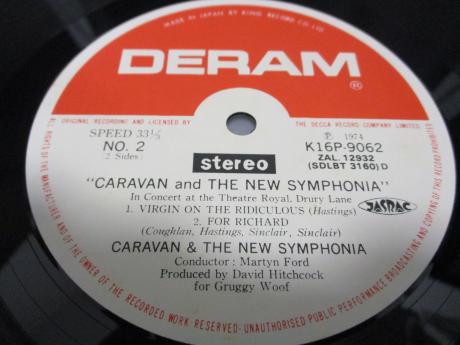 MADE IN JAPAN BY KING RECORD CO. LTD.
DERAM
®
ORIGINAL RECORDING AND LICENSED BY THE DECCA RECORD COMPANY LIMITED
SPEED 33⅓
NO. 2
(2 Sides)
stereo
℗ 1974
K16P-9062
ZAL. 12932
(SDLBT 3160) D
"CARAVAN and THE NEW SYMPHONIA"
In Concert at the Theatre Royal, Drury Lane
1. VIRGIN ON THE RIDICULOUS (Hastings)
2. FOR RICHARD
(Coughlan, Hastings, Sinclair, Sinclair)
JASRAC
CARAVAN & THE NEW SYMPHONIA
Conductor : Martyn Ford
Produced by David Hitchcock
for Gruggy Woof
ALL RIGHTS OF THE MANUFACTURING AND OF THE OWNER OF THE RECORDED WORK RESERVED-UNAUTHORISED PUBLIC PERFORMANCE BROADCASTING AND COPYING OF THIS RECORD PROHIBITED